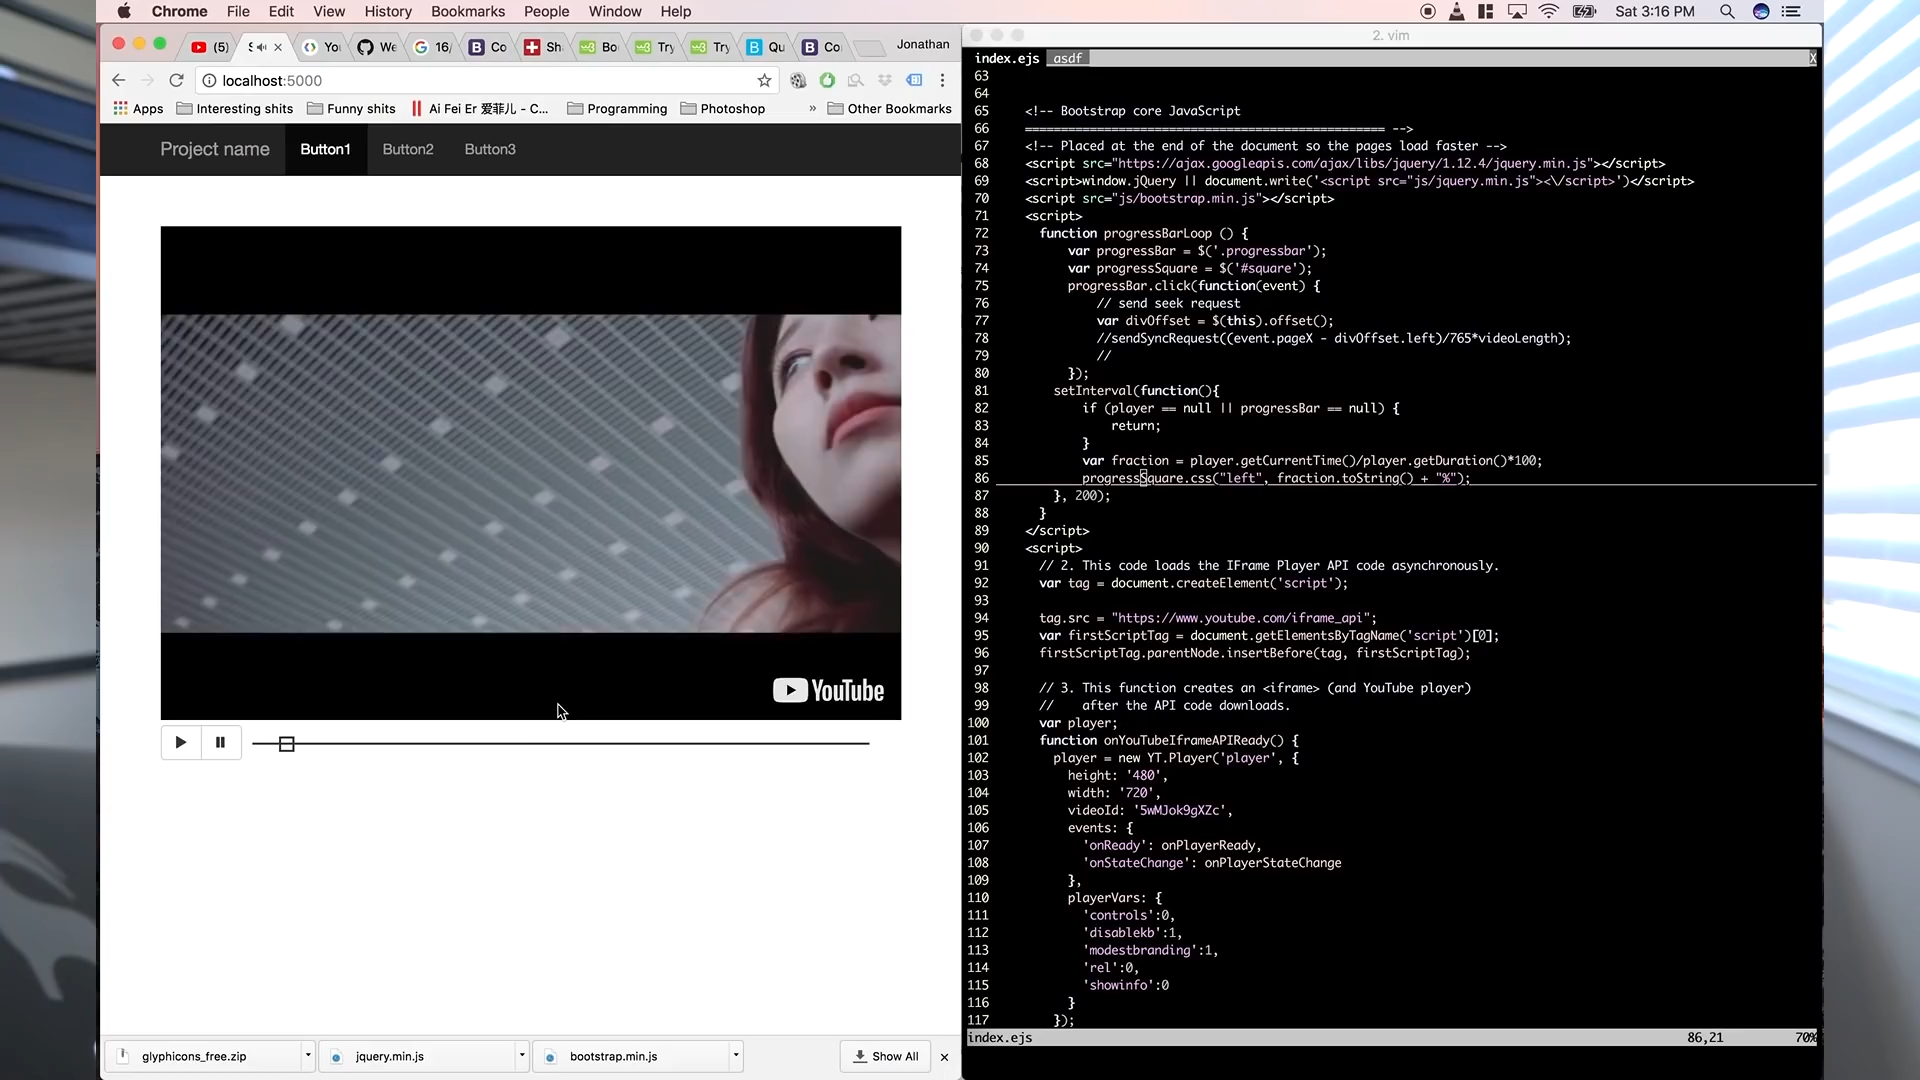 Chrome File Edit View History Bookmarks People Window Help Sat 3:16 PM
(5) S Yo We 16/ Co Sh Bo Try Try Qu Co Jonathan
localhost:5000
Apps Interesting shits Funny shits Ai Fei Er 爱菲儿 - C... Programming Photoshop » Other Bookmarks
Project name Button1 Button2 Button3
YouTube
glyphicons_free.zip jquery.min.js bootstrap.min.js Show All
2. vim
index.ejs asdf X
63
64
65 <!-- Bootstrap core JavaScript
66 ================================================== -->
67 <!-- Placed at the end of the document so the pages load faster -->
68 <script src="https://ajax.googleapis.com/ajax/libs/jquery/1.12.4/jquery.min.js"></script>
69 <script>window.jQuery || document.write('<script src="js/jquery.min.js"><\/script>')</script>
70 <script src="js/bootstrap.min.js"></script>
71 <script>
72 function progressBarLoop () {
73 var progressBar = $('.progressbar');
74 var progressSquare = $('#square');
75 progressBar.click(function(event) {
76 // send seek request
77 var divOffset = $(this).offset();
78 //sendSyncRequest((event.pageX - divOffset.left)/765*videoLength);
79 //
80 });
81 setInterval(function(){
82 if (player == null || progressBar == null) {
83 return;
84 }
85 var fraction = player.getCurrentTime()/player.getDuration()*100;
86 progressSquare.css("left", fraction.toString() + "%");
87 }, 200);
88 }
89 </script>
90 <script>
91 // 2. This code loads the IFrame Player API code asynchronously.
92 var tag = document.createElement('script');
93
94 tag.src = "https://www.youtube.com/iframe_api";
95 var firstScriptTag = document.getElementsByTagName('script')[0];
96 firstScriptTag.parentNode.insertBefore(tag, firstScriptTag);
97
98 // 3. This function creates an <iframe> (and YouTube player)
99 // after the API code downloads.
100 var player;
101 function onYouTubeIframeAPIReady() {
102 player = new YT.Player('player', {
103 height: '480',
104 width: '720',
105 videoId: '5wMJok9gXZc',
106 events: {
107 'onReady': onPlayerReady,
108 'onStateChange': onPlayerStateChange
109 },
110 playerVars: {
111 'controls':0,
112 'disablekb':1,
113 'modestbranding':1,
114 'rel':0,
115 'showinfo':0
116 }
117 });
index.ejs 86,21 70%